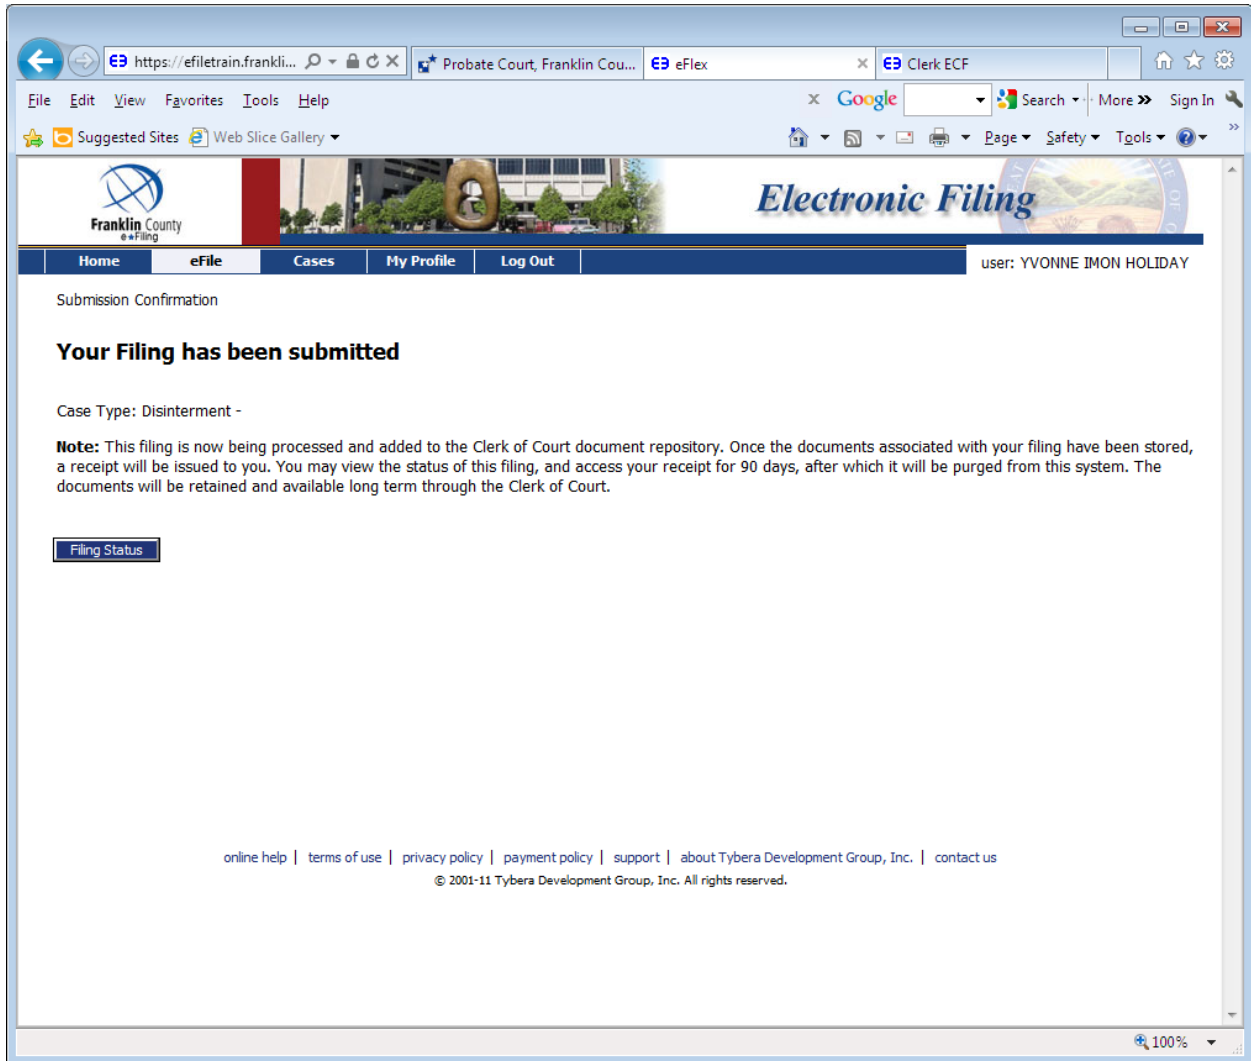 https://efiletrain.frankli...
Probate Court, Franklin Cou...
eFlex
Clerk ECF
File Edit View Favorites Tools Help
x Google Search More » Sign In
Suggested Sites Web Slice Gallery
Page Safety Tools »
Franklin County
e★Filing
Electronic Filing
Home eFile Cases My Profile Log Out
user: YVONNE IMON HOLIDAY
Submission Confirmation
Your Filing has been submitted
Case Type: Disinterment -
Note: This filing is now being processed and added to the Clerk of Court document repository. Once the documents associated with your filing have been stored,
a receipt will be issued to you. You may view the status of this filing, and access your receipt for 90 days, after which it will be purged from this system. The
documents will be retained and available long term through the Clerk of Court.
Filing Status
online help | terms of use | privacy policy | payment policy | support | about Tybera Development Group, Inc. | contact us
© 2001-11 Tybera Development Group, Inc. All rights reserved.
100%